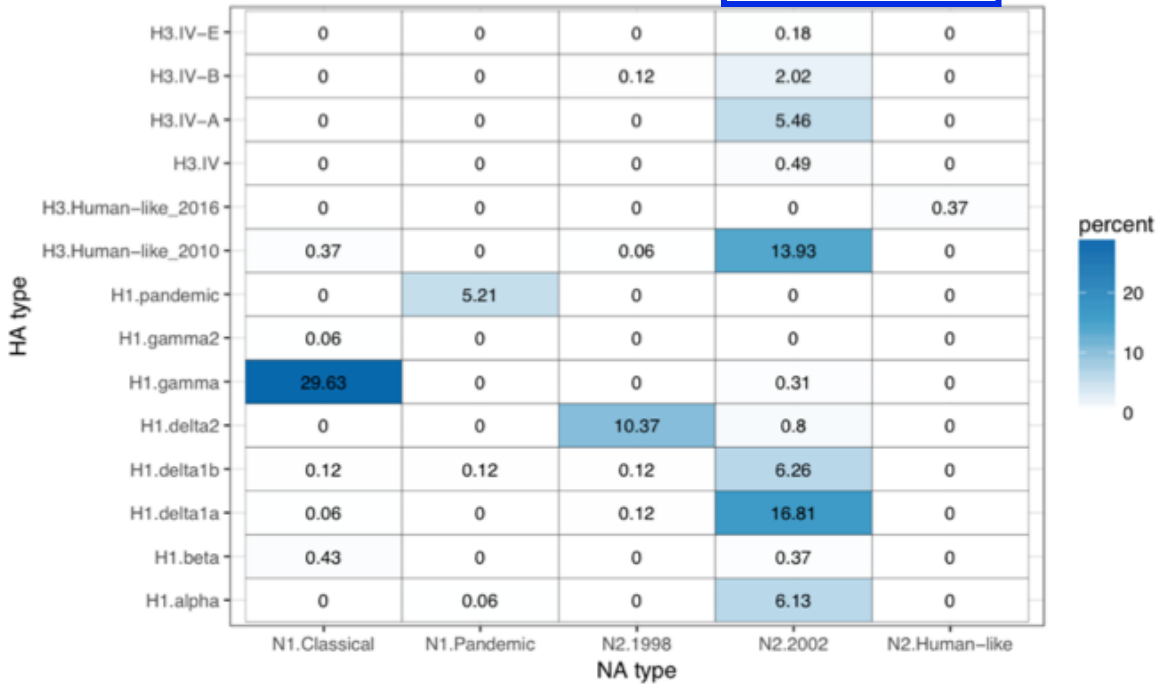 H3.IV−E 0 0 0 0.18 0
H3.IV−B 0 0 0.12 2.02 0
H3.IV−A 0 0 0 5.46 0
H3.IV 0 0 0 0.49 0
H3.Human−like_2016 0 0 0 0 0.37
H3.Human−like_2010 0.37 0 0.06 13.93 0
H1.pandemic 0 5.21 0 0 0
H1.gamma2 0.06 0 0 0 0
H1.gamma 29.63 0 0 0.31 0
H1.delta2 0 0 10.37 0.8 0
H1.delta1b 0.12 0.12 0.12 6.26 0
H1.delta1a 0.06 0 0.12 16.81 0
H1.beta 0.43 0 0 0.37 0
H1.alpha 0 0.06 0 6.13 0
N1.Classical N1.Pandemic N2.1998 N2.2002 N2.Human−like
NA type
HA type
percent
20
10
0